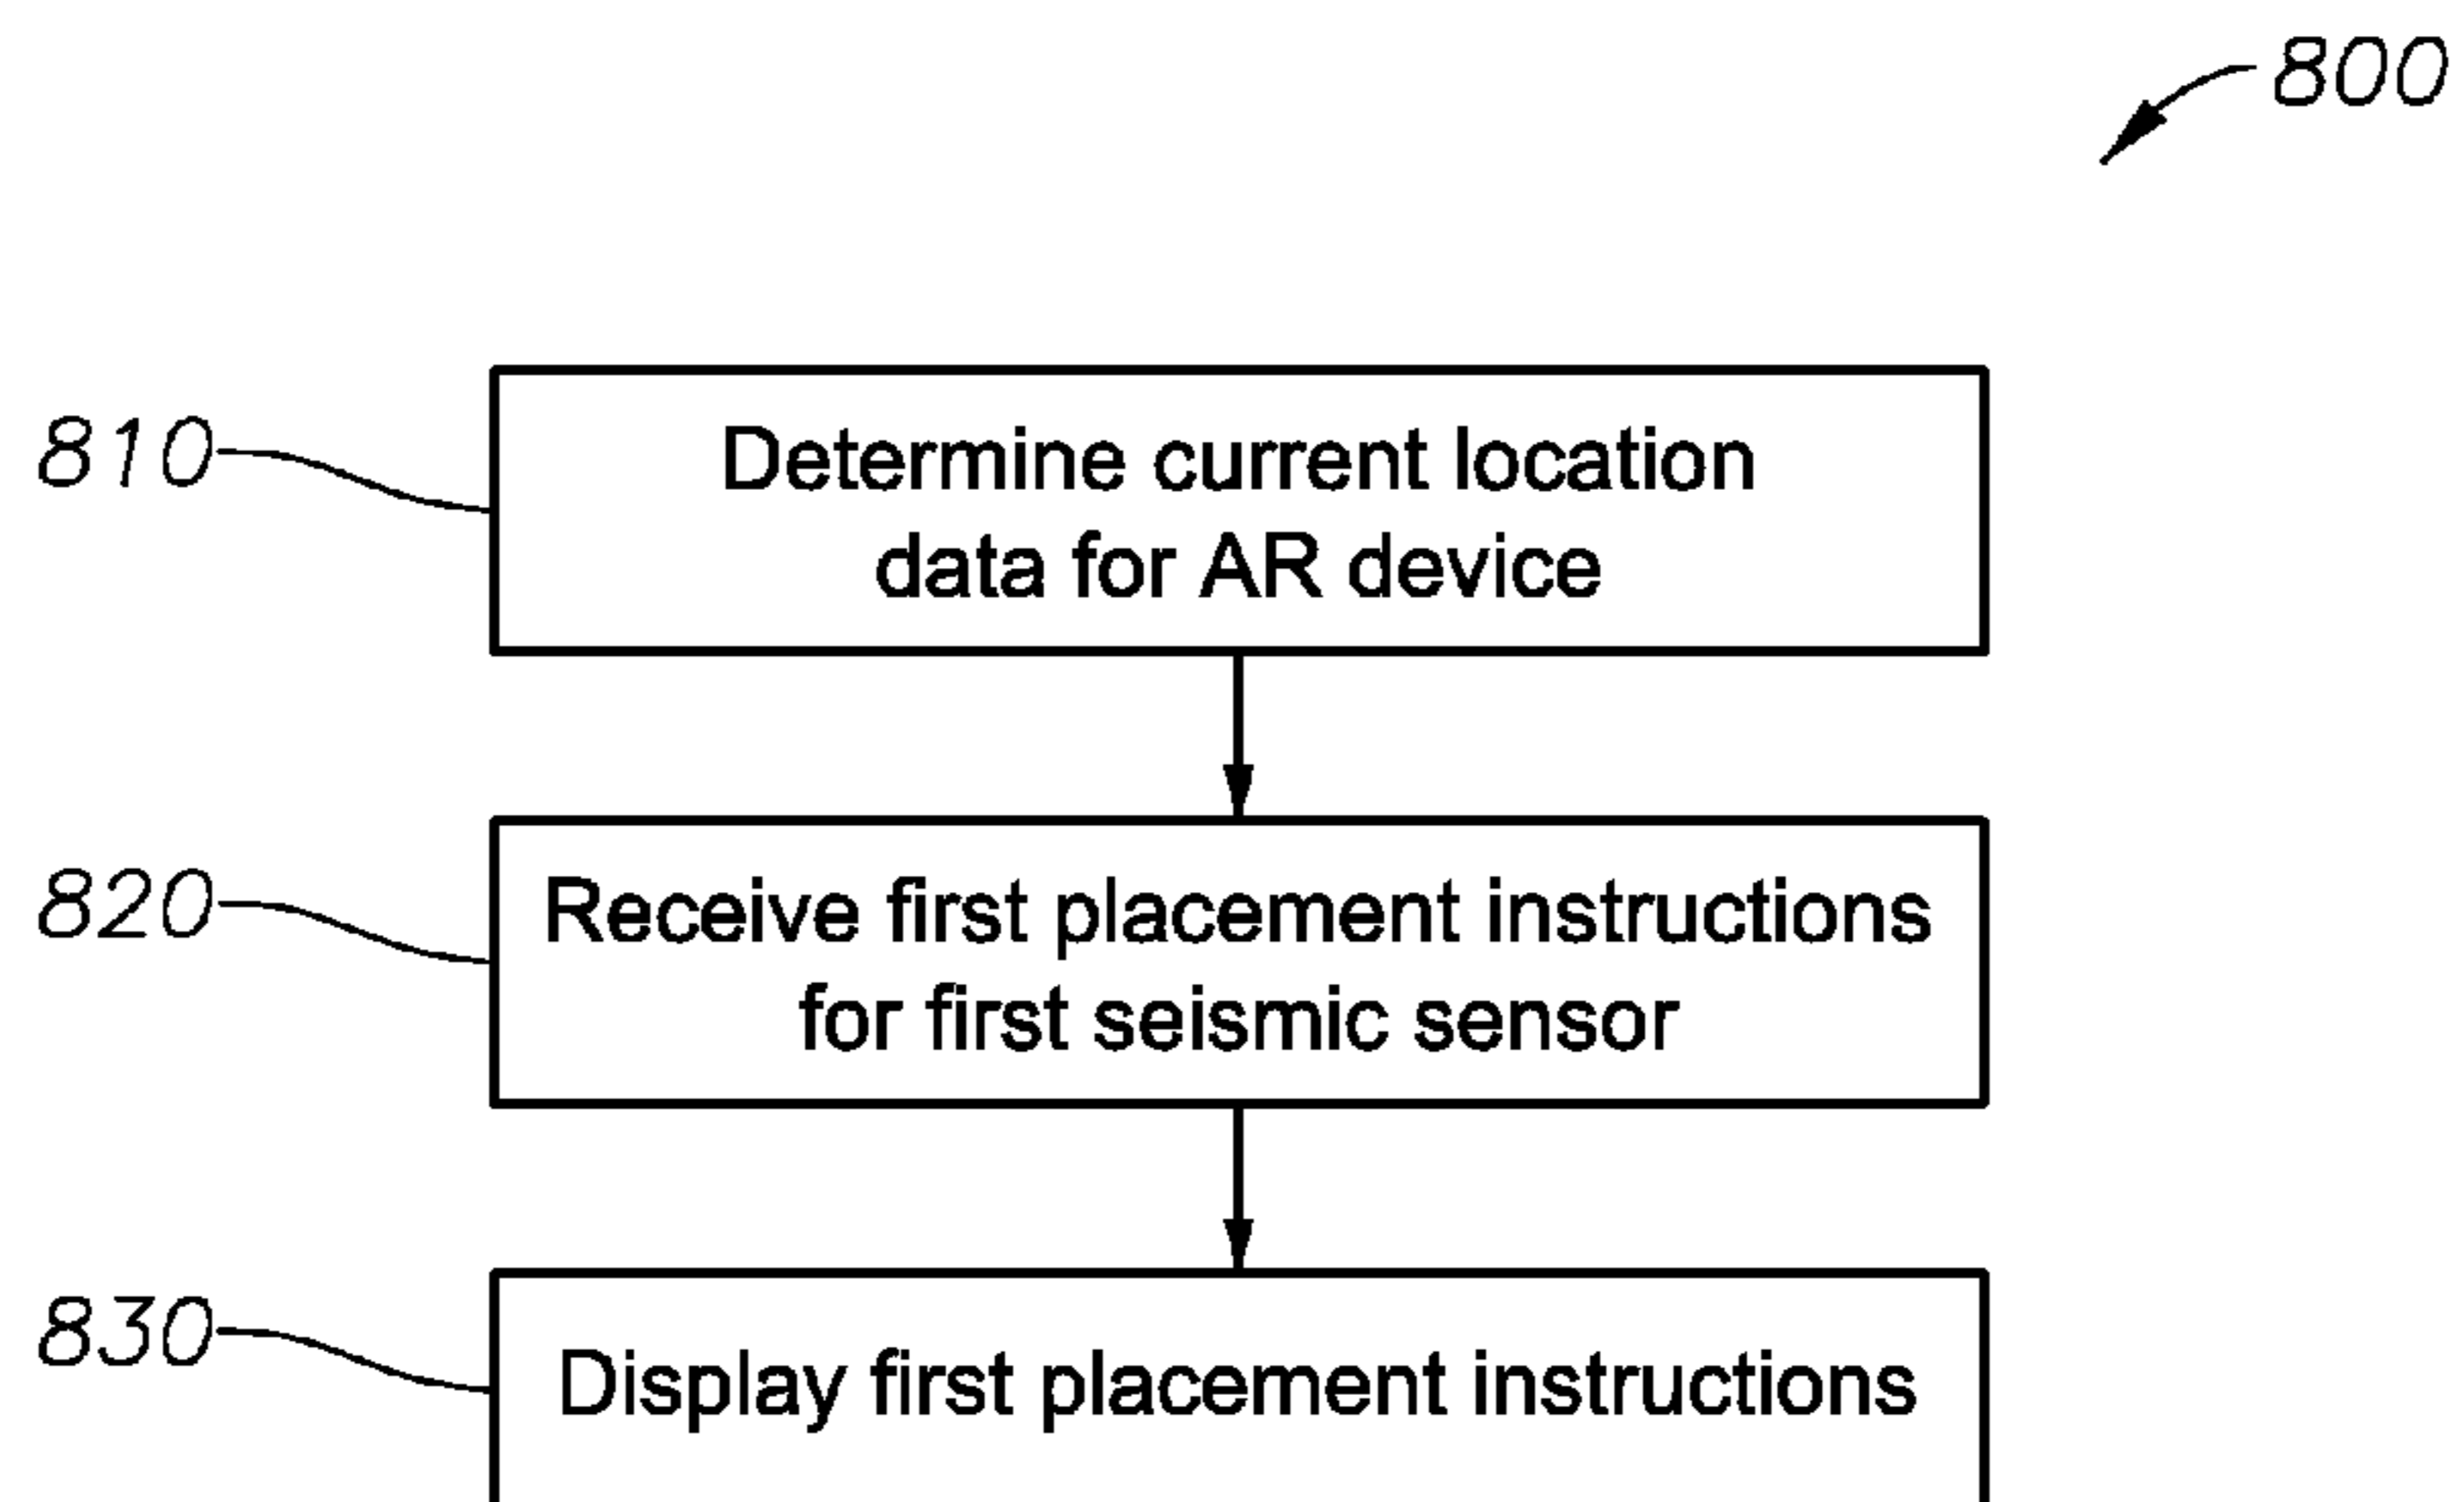 800
810
Determine current location
data for AR device
820
Receive first placement instructions
for first seismic sensor
830
Display first placement instructions